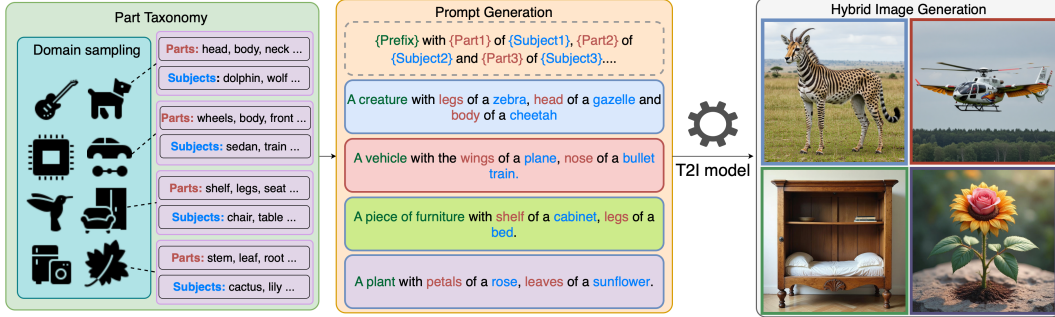 Part Taxonomy
Domain sampling
Parts: head, body, neck ...
Subjects: dolphin, wolf ...
Parts: wheels, body, front ...
Subjects: sedan, train ...
Parts: shelf, legs, seat ...
Subjects: chair, table ...
Parts: stem, leaf, root ...
Subjects: cactus, lily ...
Prompt Generation
{Prefix} with {Part1} of {Subject1}, {Part2} of
{Subject2} and {Part3} of {Subject3}....
A creature with legs of a zebra, head of a gazelle and
body of a cheetah
A vehicle with the wings of a plane, nose of a bullet
train.
A piece of furniture with shelf of a cabinet, legs of a
bed.
A plant with petals of a rose, leaves of a sunflower.
T2I model
Hybrid Image Generation